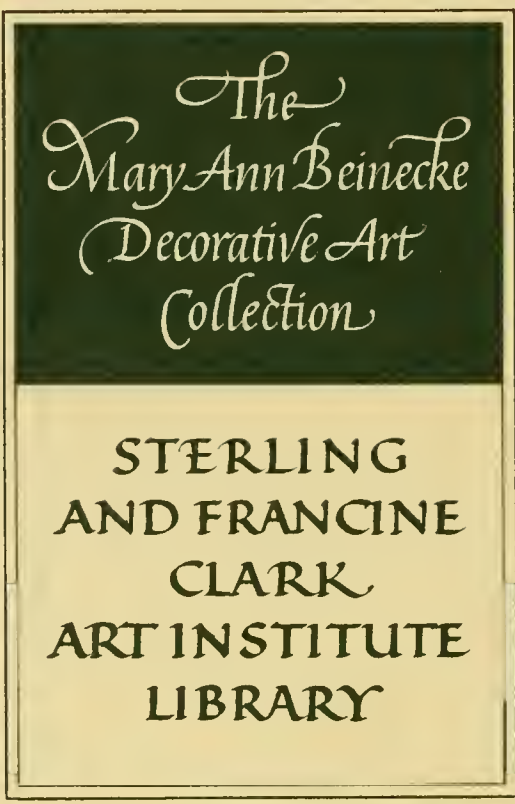 The
Mary Ann Beinecke
Decorative Art
Collection
STERLING
AND FRANCINE
CLARK
ART INSTITUTE
LIBRARY